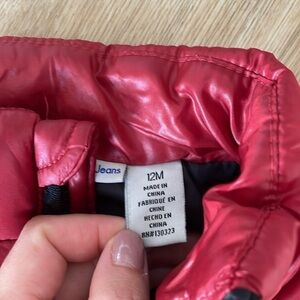 Jeans
12M
MADE IN
CHINA
FABRIQUÉ EN
CHINE
HECHO EN
CHINA
RN#130323